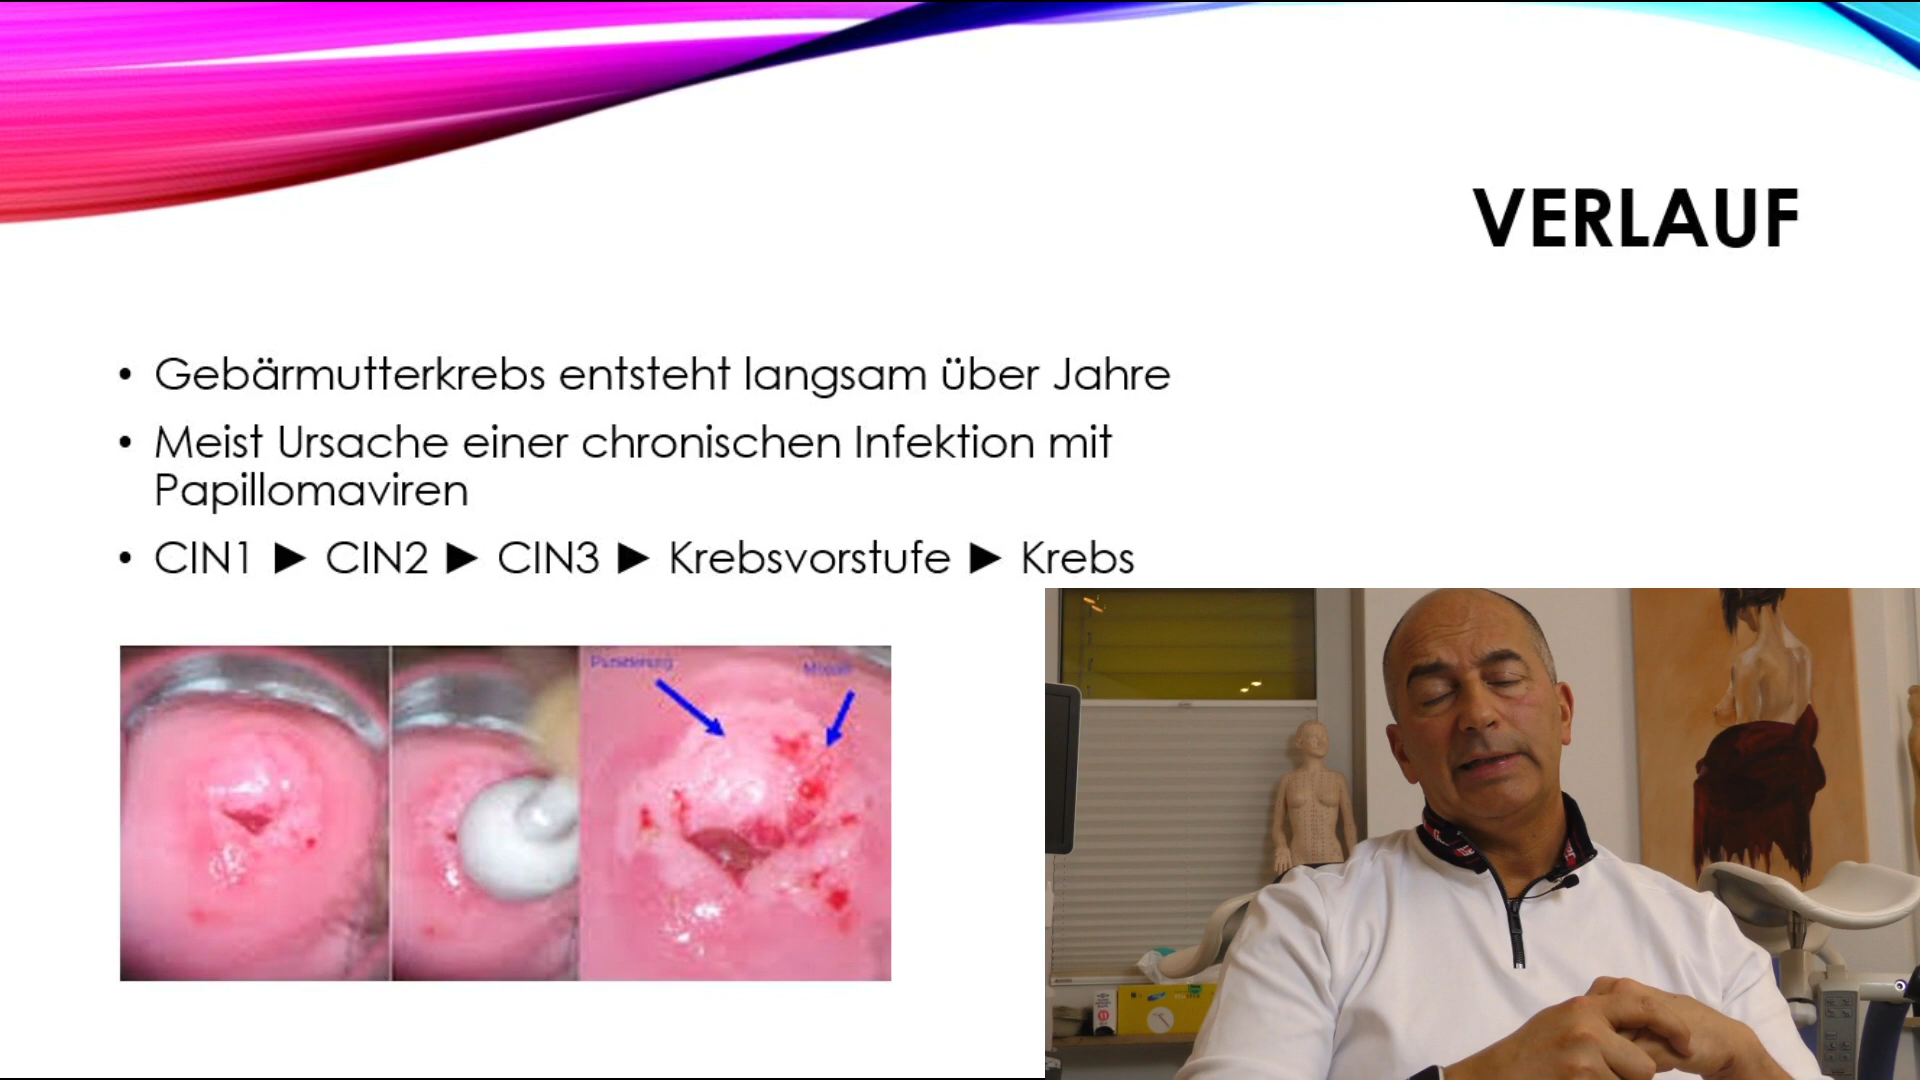 VERLAUF
• Gebärmutterkrebs entsteht langsam über Jahre
• Meist Ursache einer chronischen Infektion mit
Papillomaviren
• CIN1 ► CIN2 ► CIN3 ► Krebsvorstufe ► Krebs